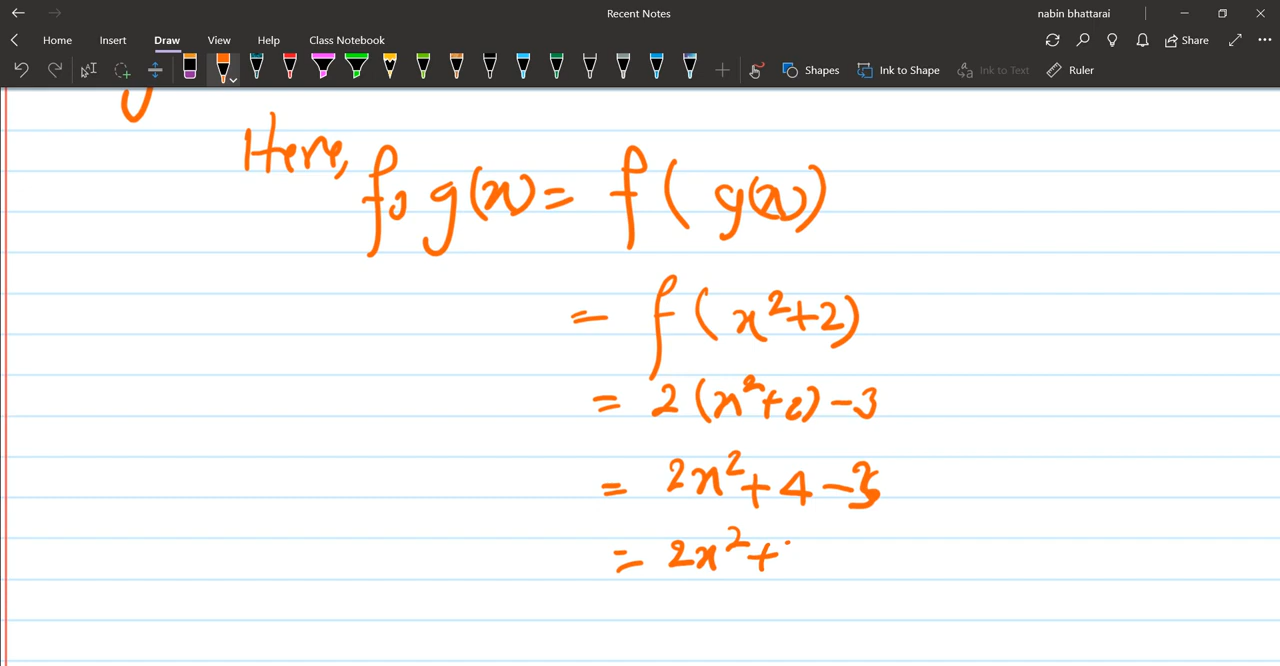 Recent Notes
nabin bhattarai
Home Insert Draw View Help Class Notebook
Share
Shapes Ink to Shape Ink to Text Ruler
Here,
fog(x) = f(g(x))
= f(x²+2)
= 2(x²+2)-3
= 2x²+4-3
= 2x²+